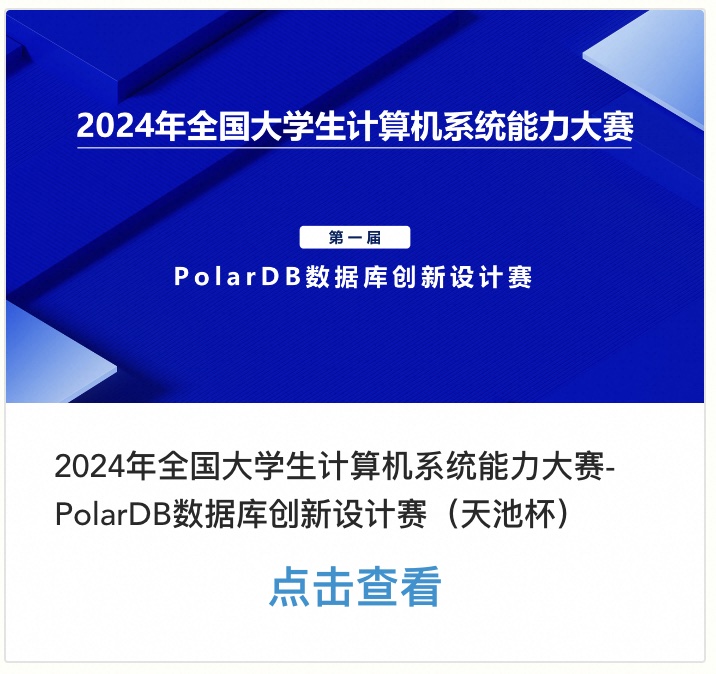 2024年全国大学生计算机系统能力大赛
第一届
PolarDB数据库创新设计赛
2024年全国大学生计算机系统能力大赛-
PolarDB数据库创新设计赛（天池杯）
点击查看